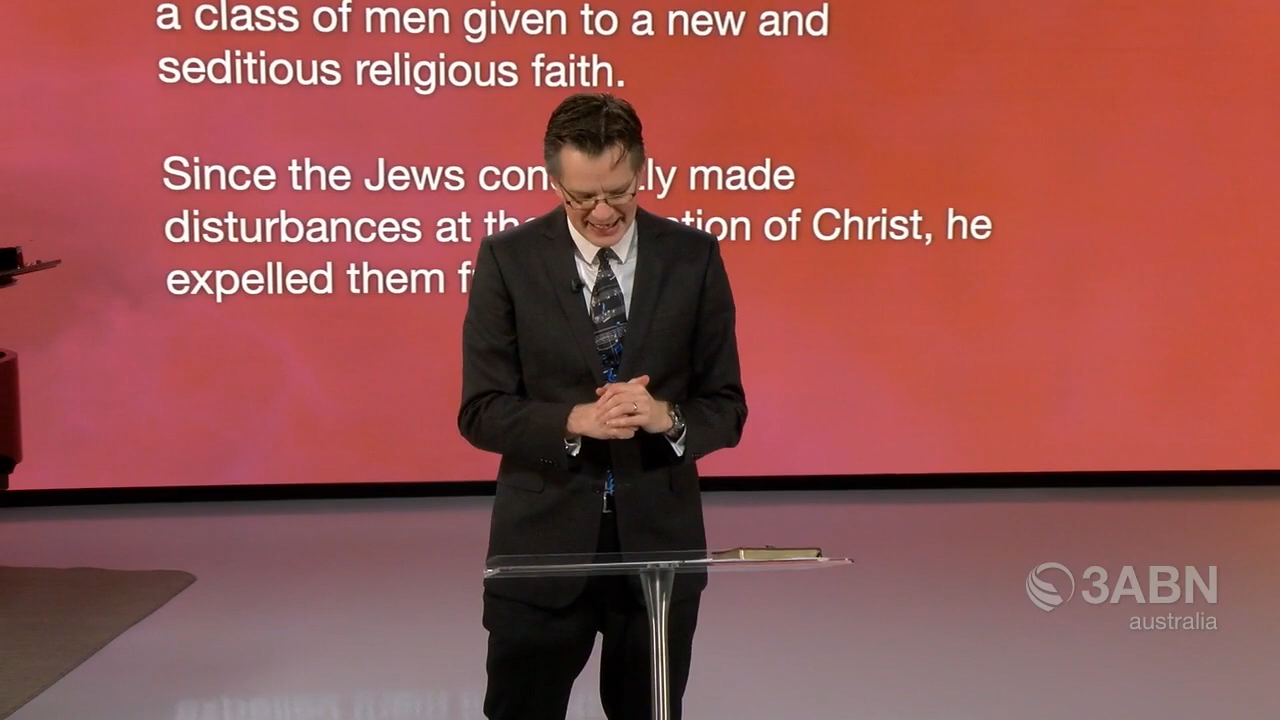 a class of men given to a new and
seditious religious faith.
Since the Jews con ly made
disturbances at th tion of Christ, he
expelled them f
3ABN
australia